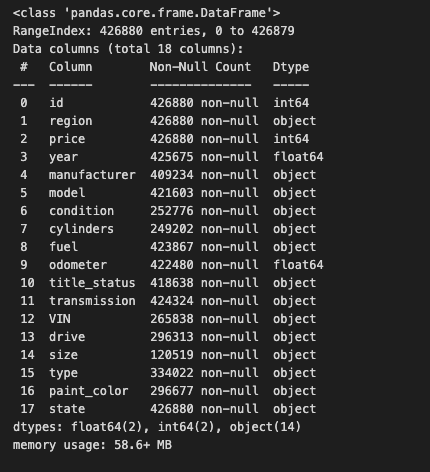 <class 'pandas.core.frame.DataFrame'>
RangeIndex: 426880 entries, 0 to 426879
Data columns (total 18 columns):
 #   Column        Non-Null Count   Dtype
---  ------        --------------   -----
 0   id            426880 non-null  int64
 1   region        426880 non-null  object
 2   price         426880 non-null  int64
 3   year          425675 non-null  float64
 4   manufacturer  409234 non-null  object
 5   model         421603 non-null  object
 6   condition     252776 non-null  object
 7   cylinders     249202 non-null  object
 8   fuel          423867 non-null  object
 9   odometer      422480 non-null  float64
 10  title_status  418638 non-null  object
 11  transmission  424324 non-null  object
 12  VIN           265838 non-null  object
 13  drive         296313 non-null  object
 14  size          120519 non-null  object
 15  type          334022 non-null  object
 16  paint_color   296677 non-null  object
 17  state         426880 non-null  object
dtypes: float64(2), int64(2), object(14)
memory usage: 58.6+ MB